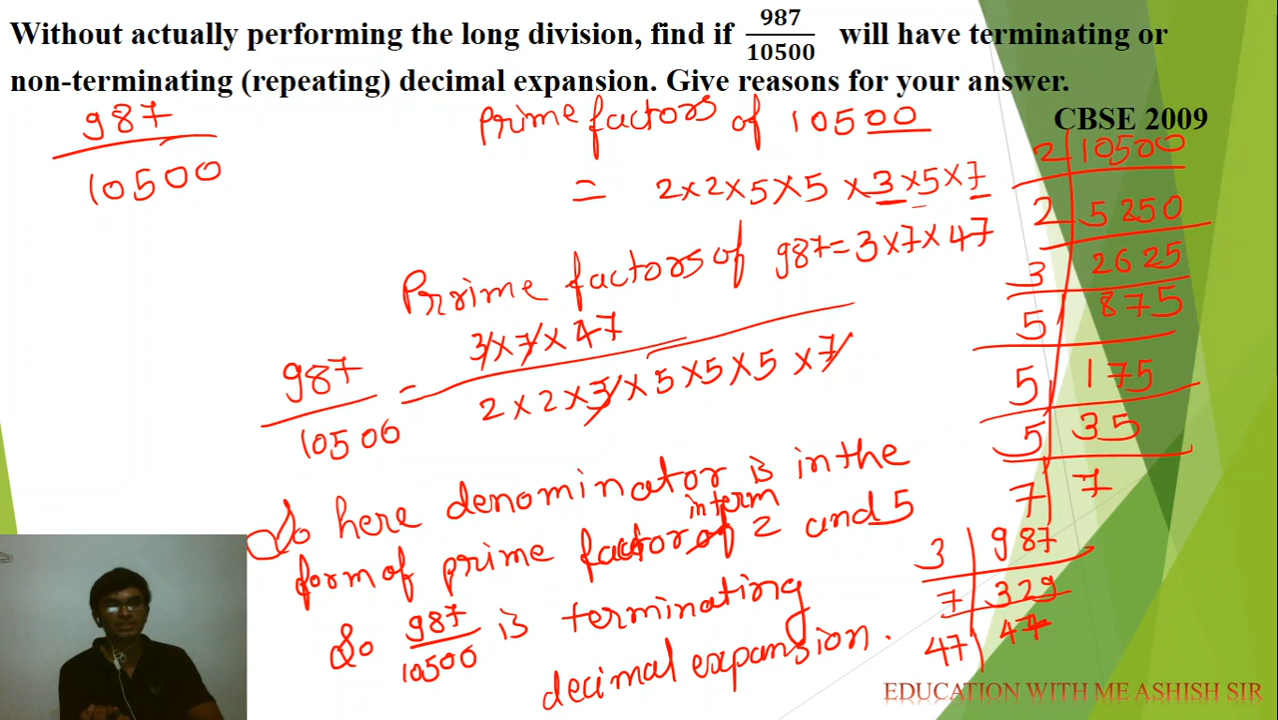 Without actually performing the long division, find if 987/10500 will have terminating or
non-terminating (repeating) decimal expansion. Give reasons for your answer.
CBSE 2009
987/10500
Prime factors of 10500
= 2×2×5×5×3×5×7
Prime factors of 987=3×7×47
987/10500 = 3×7×47/2×2×3×5×5×5×7
So here denominator is in the
form of prime factor of in term 2 and 5
So 987/10500 is terminating
decimal expansion.
2 | 10500
2 | 5250
3 | 2625
5 | 875
5 | 175
5 | 35
7 | 7
3 | 987
7 | 329
47 | 47
EDUCATION WITH ME ASHISH SIR